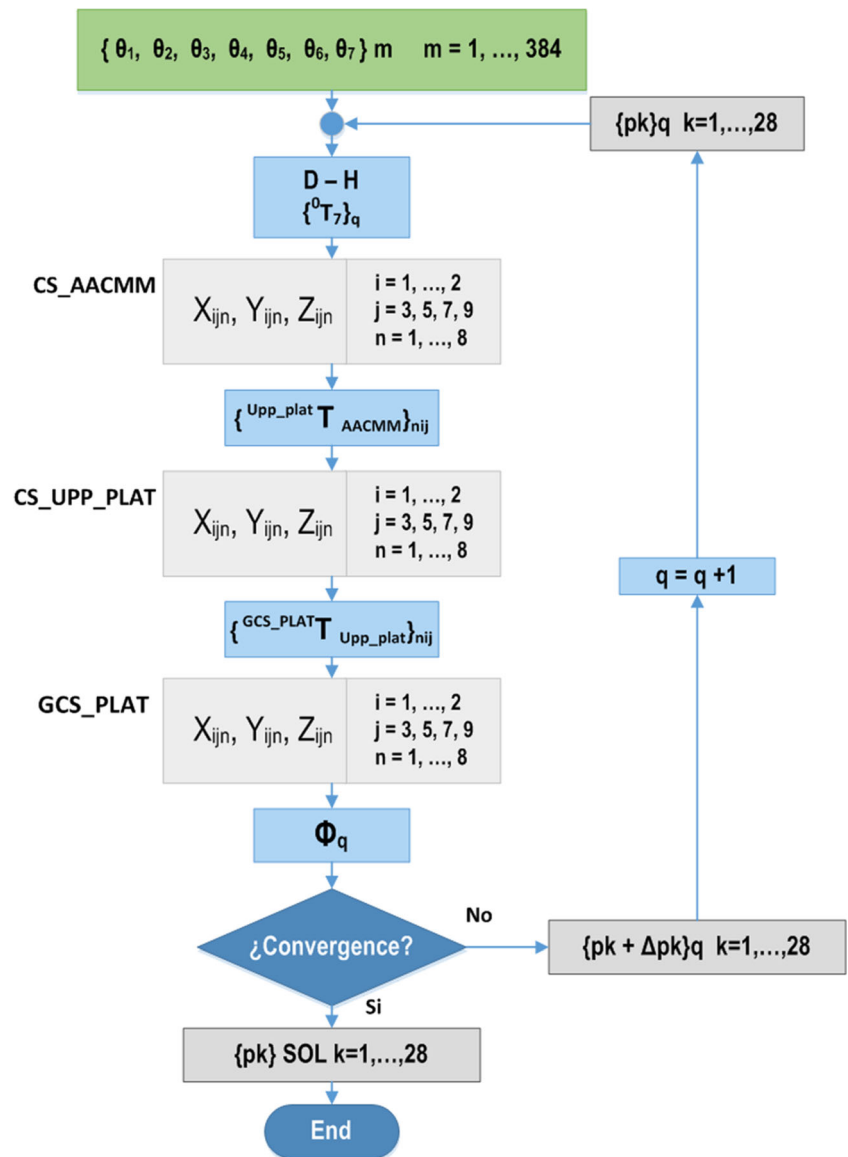 { θ₁, θ₂, θ₃, θ₄, θ₅, θ₆, θ₇ } m m = 1, ..., 384
{pk}q k=1,...,28
D – H
{⁰T₇}q
CS_AACMM
Xijn, Yijn, Zijn
i = 1, ..., 2
j = 3, 5, 7, 9
n = 1, ..., 8
{ Upp_plat T AACMM}nij
CS_UPP_PLAT
Xijn, Yijn, Zijn
i = 1, ..., 2
j = 3, 5, 7, 9
n = 1, ..., 8
q = q +1
{ GCS_PLAT T Upp_plat}nij
GCS_PLAT
Xijn, Yijn, Zijn
i = 1, ..., 2
j = 3, 5, 7, 9
n = 1, ..., 8
Φq
¿Convergence?
No
{pk + Δpk}q k=1,...,28
Si
{pk} SOL k=1,...,28
End